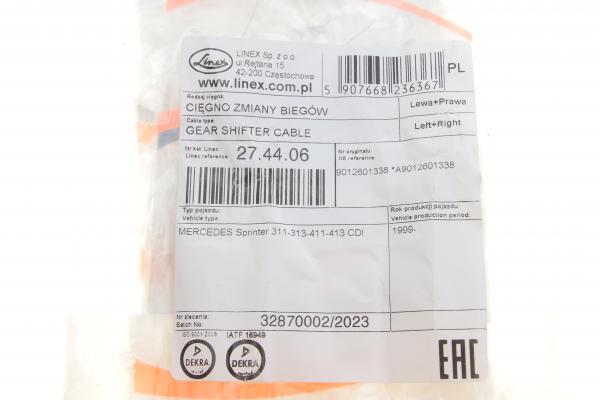 Linex
LINEX Sp. z o.o.
ul Rejtana 15
42-200 Częstochowa
www.linex.com.pl
5 907668 236367
PL
Rodzaj cięgna:
CIĘGNO ZMIANY BIEGÓW
Lewa+Prawa
Cable type:
GEAR SHIFTER CABLE
Left+Right
Nr kat. Linex:
Linex reference:
27.44.06
Nr oryginału:
OE reference:
9012601338 *A9012601338
Typ pojazdu:
Vehicle type:
Rok produkcji pojazdu:
Vehicle production period:
MERCEDES Sprinter 311-313-411-413 CDI
1999-
Nr zlecenia:
Batch No:
32870002/2023
ISO 9001:2008
IATF 16949
DEKRA
DEKRA
EAC